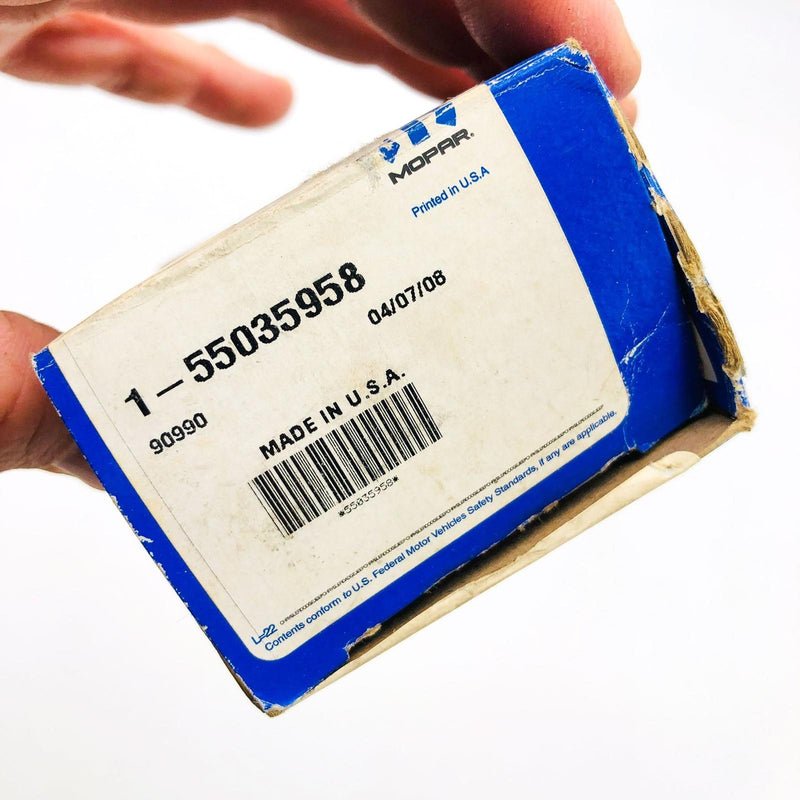 MOPAR®
Printed in U.S.A
1-55035958
04/07/08
90990
MADE IN U.S.A.
*55035958*
L=22
Contents conform to U.S. Federal Motor Vehicles Safety Standards, if any are applicable.